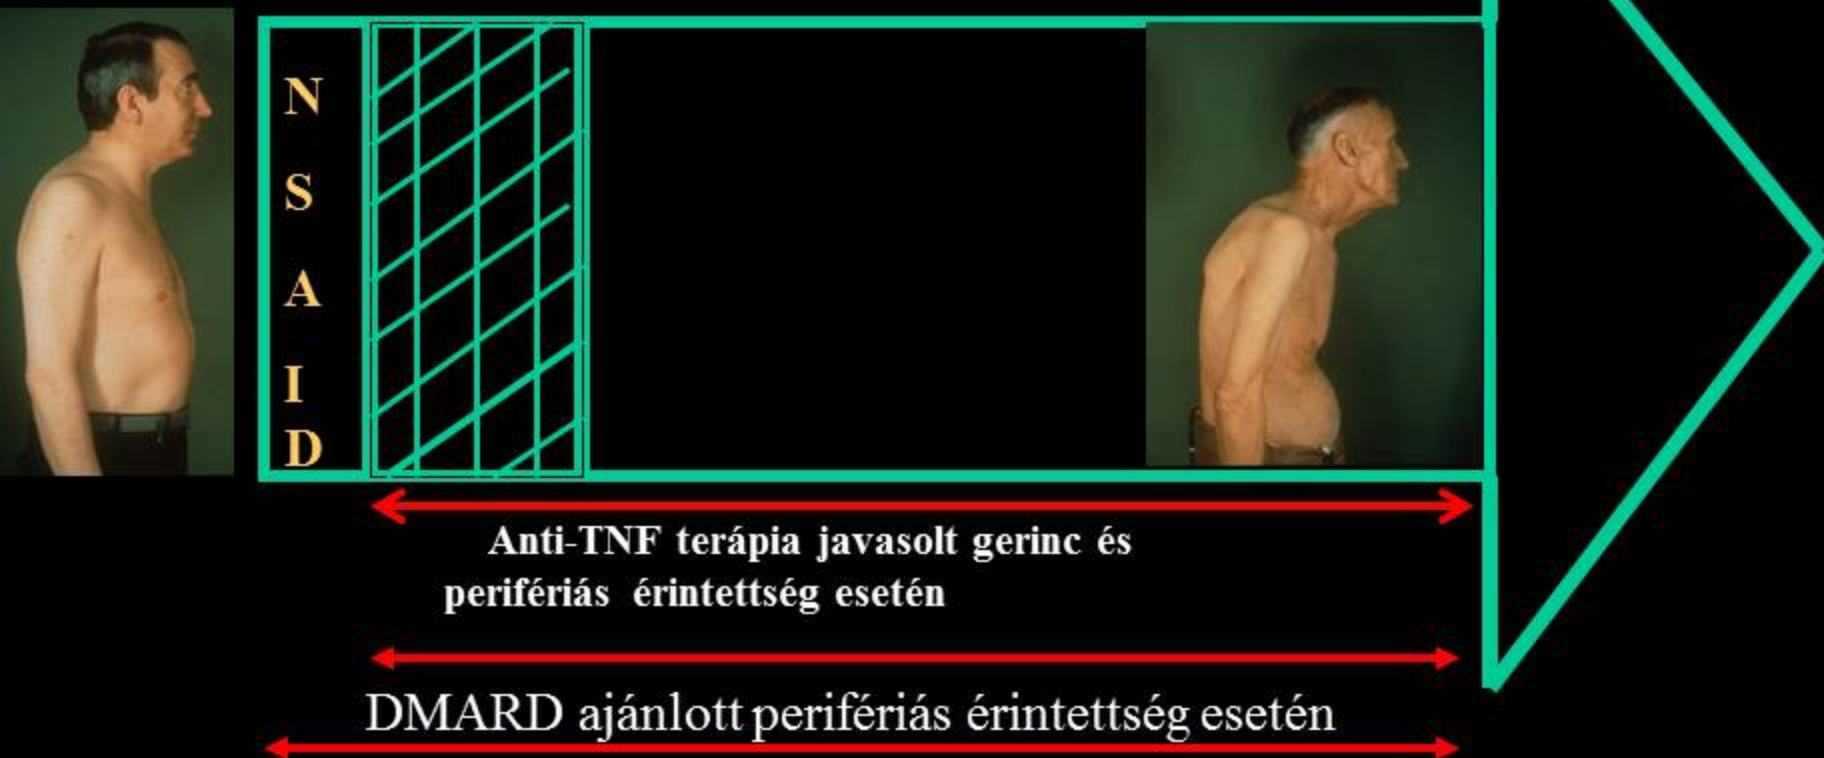 N
S
A
I
D
Anti-TNF terápia javasolt gerinc és
perifériás érintettség esetén
DMARD ajánlott perifériás érintettség esetén